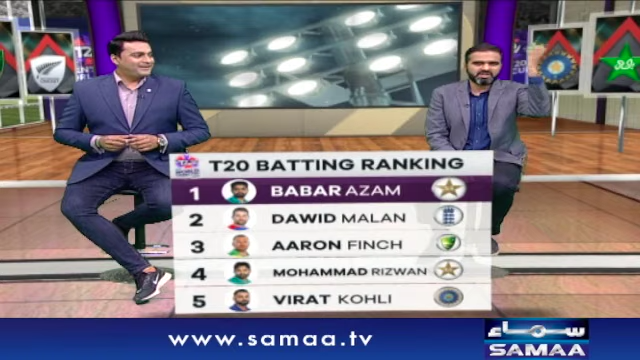 T20 BATTING RANKING
1 BABAR AZAM
2 DAWID MALAN
3 AARON FINCH
4 MOHAMMAD RIZWAN
5 VIRAT KOHLI
www.samaa.tv
سماء
SAMAA